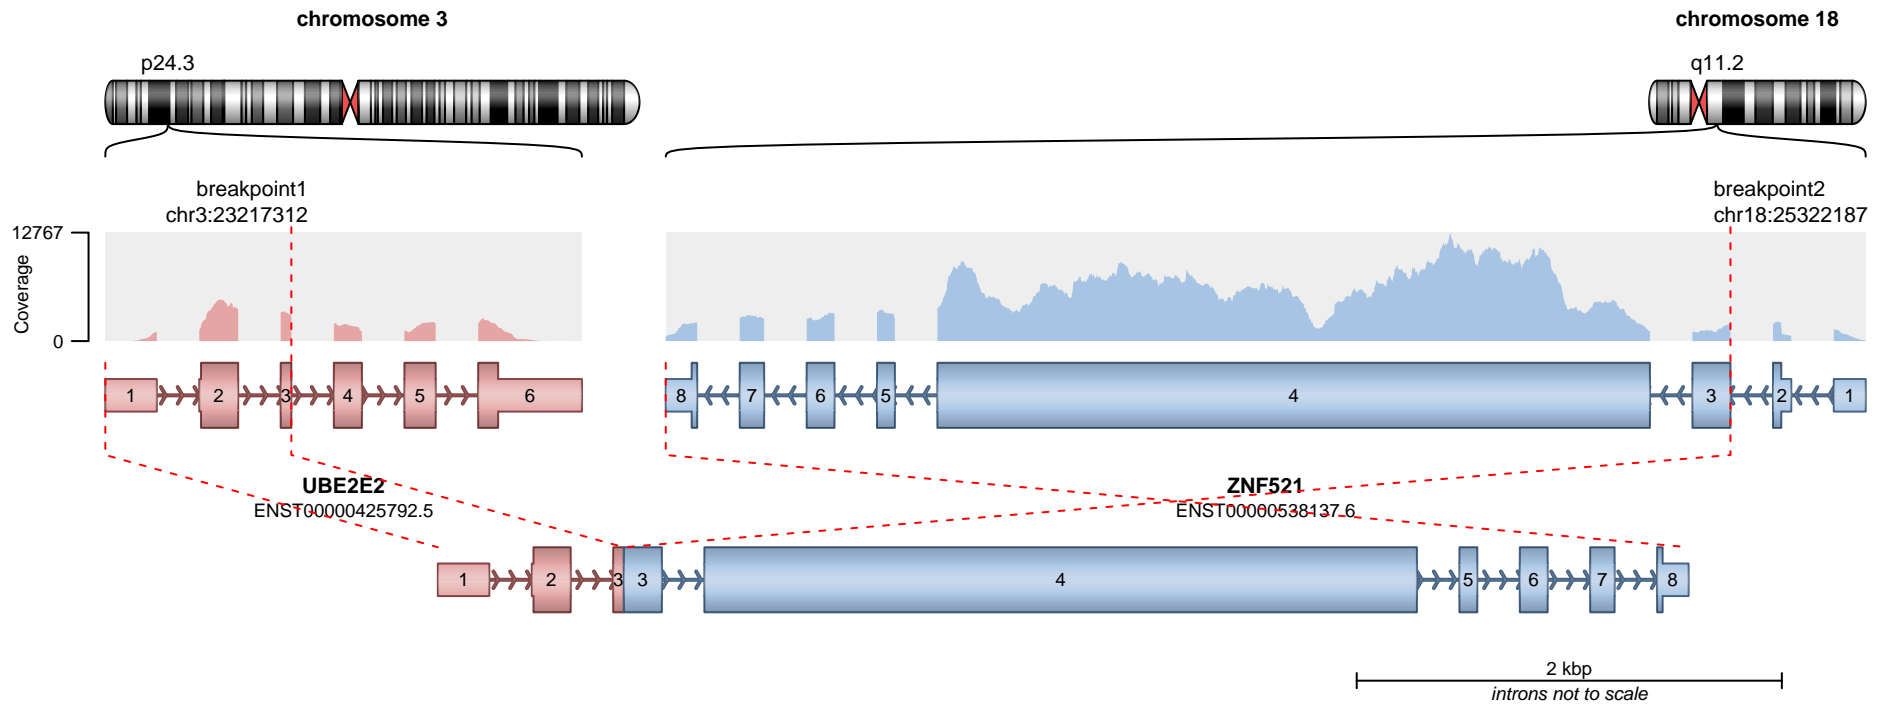 chromosome 3
chromosome 18
p24.3
q11.2
breakpoint1
chr3:23217312
breakpoint2
chr18:25322187
12767
Coverage
0
1 2 3 4 5 6
8 7 6 5 4 3 2 1
UBE2E2
ENST00000425792.5
ZNF521
ENST00000538137.6
1 2 3 3 4 5 6 7 8
2 kbp
introns not to scale